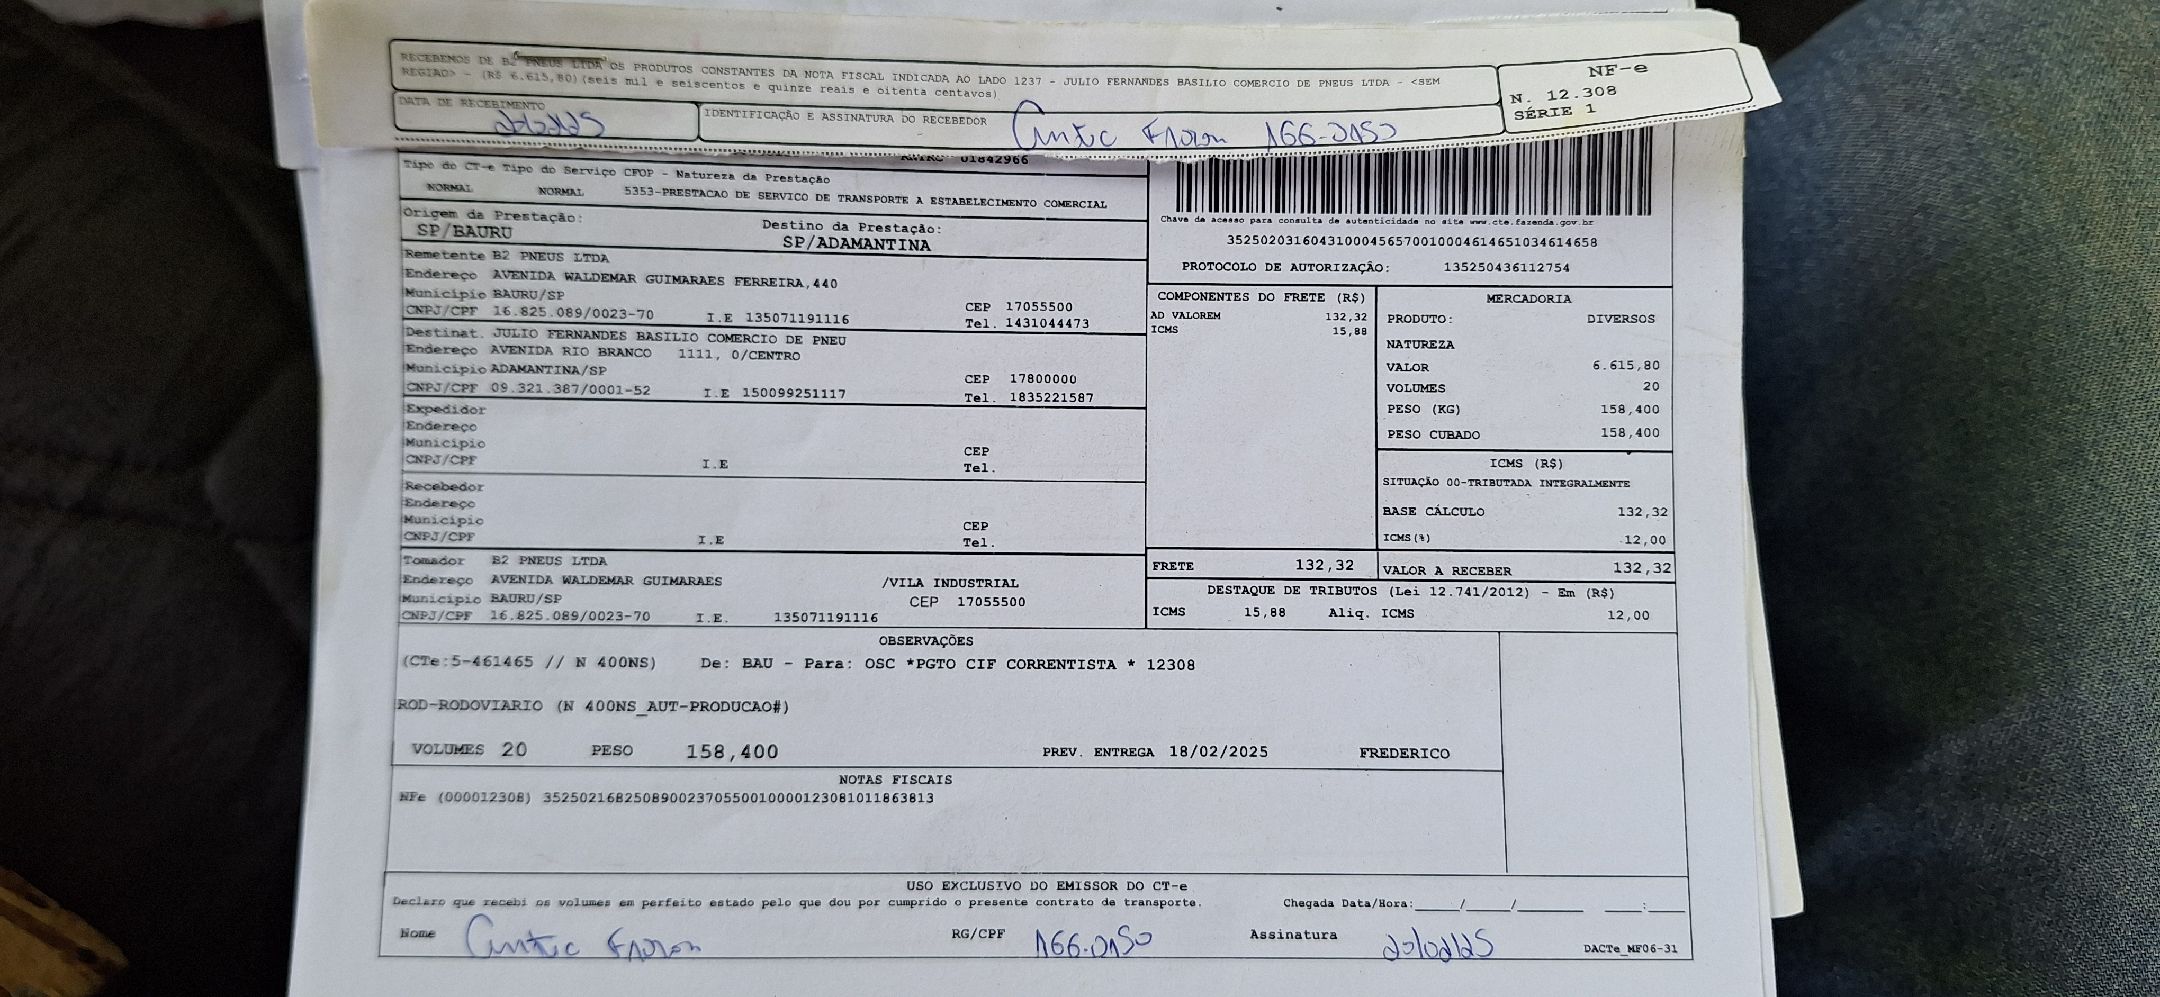 RECEBEMOS DE B2 PNEUS LTDA OS PRODUTOS CONSTANTES DA NOTA FISCAL INDICADA AO LADO 1237 - JULIO FERNANDES BASILIO COMERCIO DE PNEUS LTDA - <SEM
REGIAO> - (R$ 6.615,80)(seis mil e seiscentos e quinze reais e oitenta centavos)
NF-e
N. 12.308
SÉRIE 1
DATA DE RECEBIMENTO
IDENTIFICAÇÃO E ASSINATURA DO RECEBEDOR
01842966
Tipo do CT-e Tipo do Serviço CFOP - Natureza da Prestação
NORMAL NORMAL 5353-PRESTACAO DE SERVICO DE TRANSPORTE A ESTABELECIMENTO COMERCIAL
Origem da Prestação: Destino da Prestação:
SP/BAURU SP/ADAMANTINA
Chave de acesso para consulta de autenticidade no site www.cte.fazenda.gov.br
35250203160431000456570010004614651034614658
PROTOCOLO DE AUTORIZAÇÃO: 135250436112754
Remetente B2 PNEUS LTDA
Endereço AVENIDA WALDEMAR GUIMARAES FERREIRA,440
Município BAURU/SP CEP 17055500
CNPJ/CPF 16.825.089/0023-70 I.E 135071191116 Tel. 1431044473
Destinat. JULIO FERNANDES BASILIO COMERCIO DE PNEU
Endereço AVENIDA RIO BRANCO 1111, 0/CENTRO
Município ADAMANTINA/SP CEP 17800000
CNPJ/CPF 09.321.387/0001-52 I.E 150099251117 Tel. 1835221587
Expedidor
Endereço
Município CEP
CNPJ/CPF I.E Tel.
Recebedor
Endereço
Município CEP
CNPJ/CPF I.E Tel.
Tomador B2 PNEUS LTDA
Endereço AVENIDA WALDEMAR GUIMARAES /VILA INDUSTRIAL
Município BAURU/SP CEP 17055500
CNPJ/CPF 16.825.089/0023-70 I.E. 135071191116
COMPONENTES DO FRETE (R$)
AD VALOREM 132,32
ICMS 15,88
MERCADORIA
PRODUTO: DIVERSOS
NATUREZA
VALOR 6.615,80
VOLUMES 20
PESO (KG) 158,400
PESO CUBADO 158,400
ICMS (R$)
SITUAÇÃO 00-TRIBUTADA INTEGRALMENTE
BASE CÁLCULO 132,32
ICMS(%) 12,00
FRETE 132,32 VALOR A RECEBER 132,32
DESTAQUE DE TRIBUTOS (Lei 12.741/2012) - Em (R$)
ICMS 15,88 Aliq. ICMS 12,00
OBSERVAÇÕES
(CTe:5-461465 // N 400NS) De: BAU - Para: OSC *PGTO CIF CORRENTISTA * 12308
ROD-RODOVIARIO (N 400NS_AUT-PRODUCAO#)
VOLUMES 20 PESO 158,400 PREV. ENTREGA 18/02/2025 FREDERICO
NOTAS FISCAIS
NFe (000012308) 35250216825089002370550010000123081011863813
USO EXCLUSIVO DO EMISSOR DO CT-e
Declaro que recebi os volumes em perfeito estado pelo que dou por cumprido o presente contrato de transporte. Chegada Data/Hora:____/____/______ ____:____
Nome RG/CPF Assinatura
DACTe_MF06-31